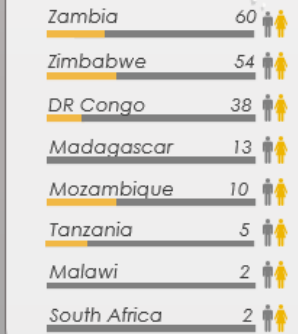 Zambia 60
Zimbabwe 54
DR Congo 38
Madagascar 13
Mozambique 10
Tanzania 5
Malawi 2
South Africa 2